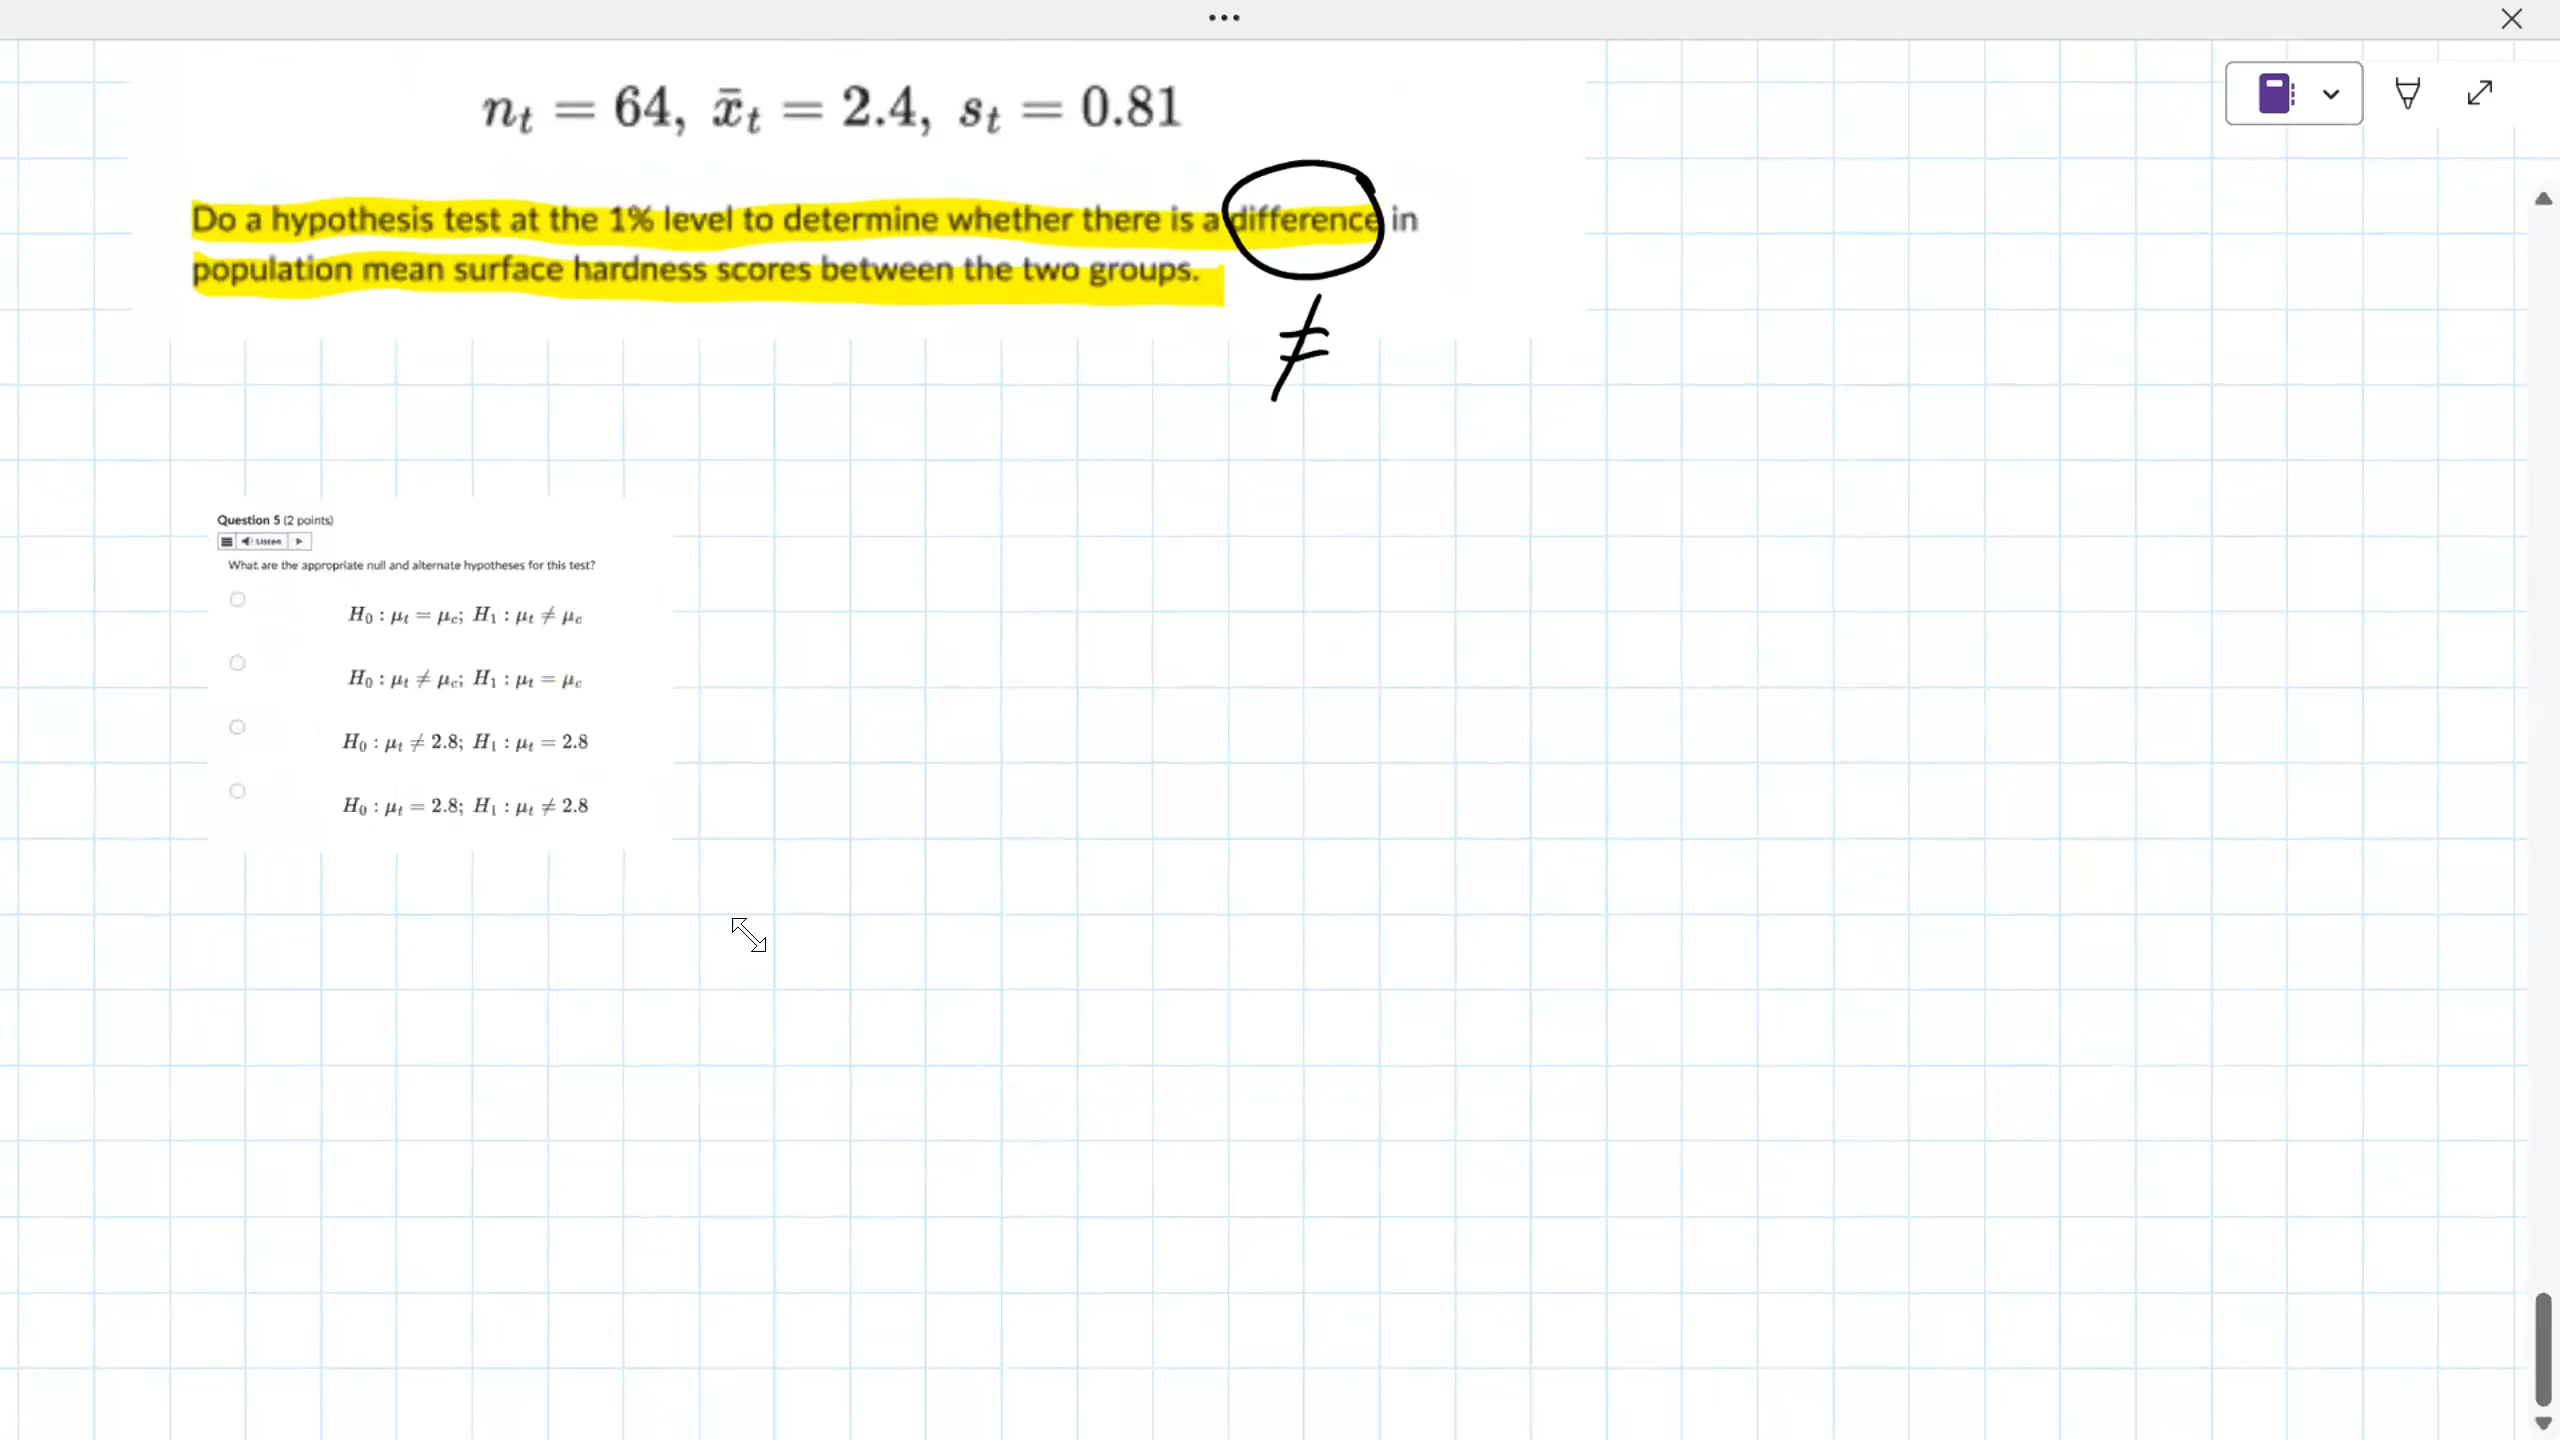 n_t = 64, x̄_t = 2.4, s_t = 0.81
Do a hypothesis test at the 1% level to determine whether there is a difference in
population mean surface hardness scores between the two groups.
≠
Question 5 (2 points)
Listen
What are the appropriate null and alternate hypotheses for this test?
H₀ : μ_t = μ_c; H₁ : μ_t ≠ μ_c
H₀ : μ_t ≠ μ_c; H₁ : μ_t = μ_c
H₀ : μ_t ≠ 2.8; H₁ : μ_t = 2.8
H₀ : μ_t = 2.8; H₁ : μ_t ≠ 2.8